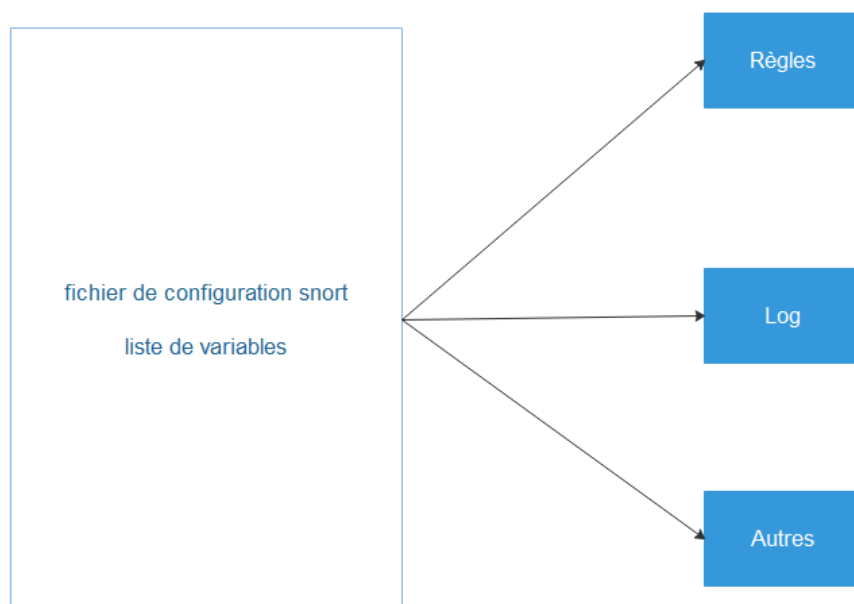 fichier de configuration snort
liste de variables
Règles
Log
Autres